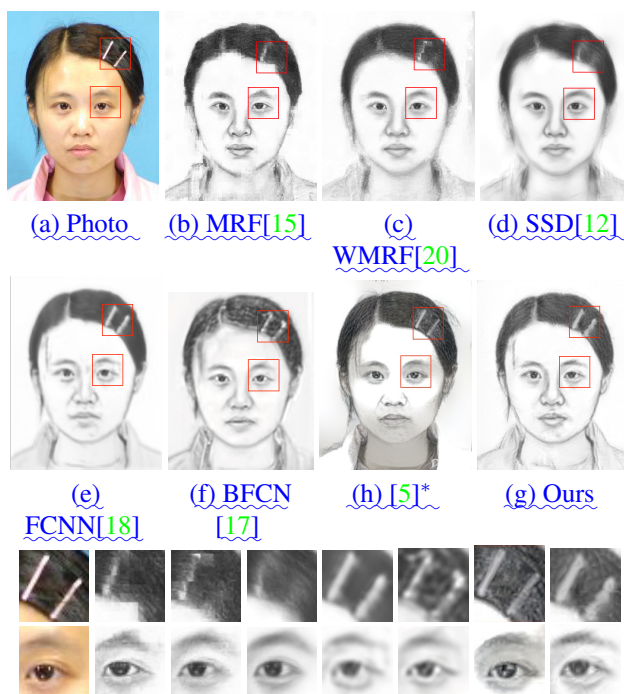 (a) Photo
(b) MRF[15]
(c)
WMRF[20]
(d) SSD[12]
(e)
FCNN[18]
(f) BFCN
[17]
(h) [5]*
(g) Ours